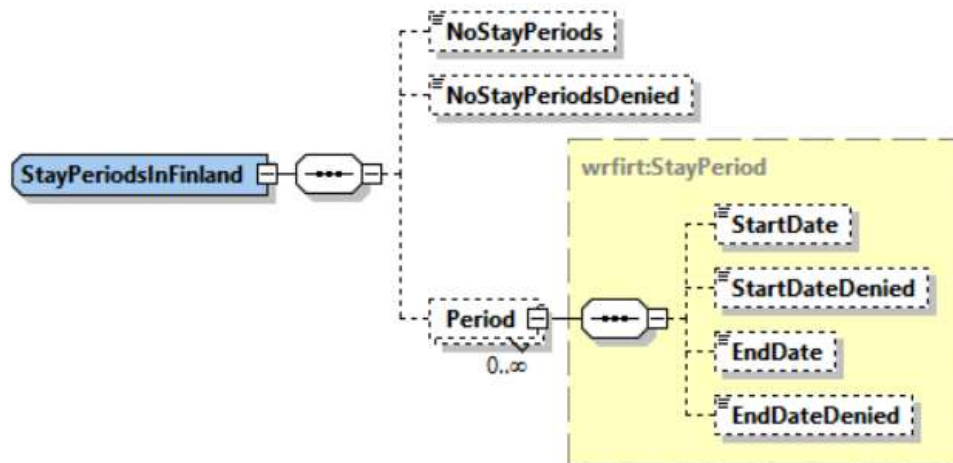 NoStayPeriods
NoStayPeriodsDenied
StayPeriodsInFinland
wrfirt:StayPeriod
StartDate
StartDateDenied
Period
0..∞
EndDate
EndDateDenied